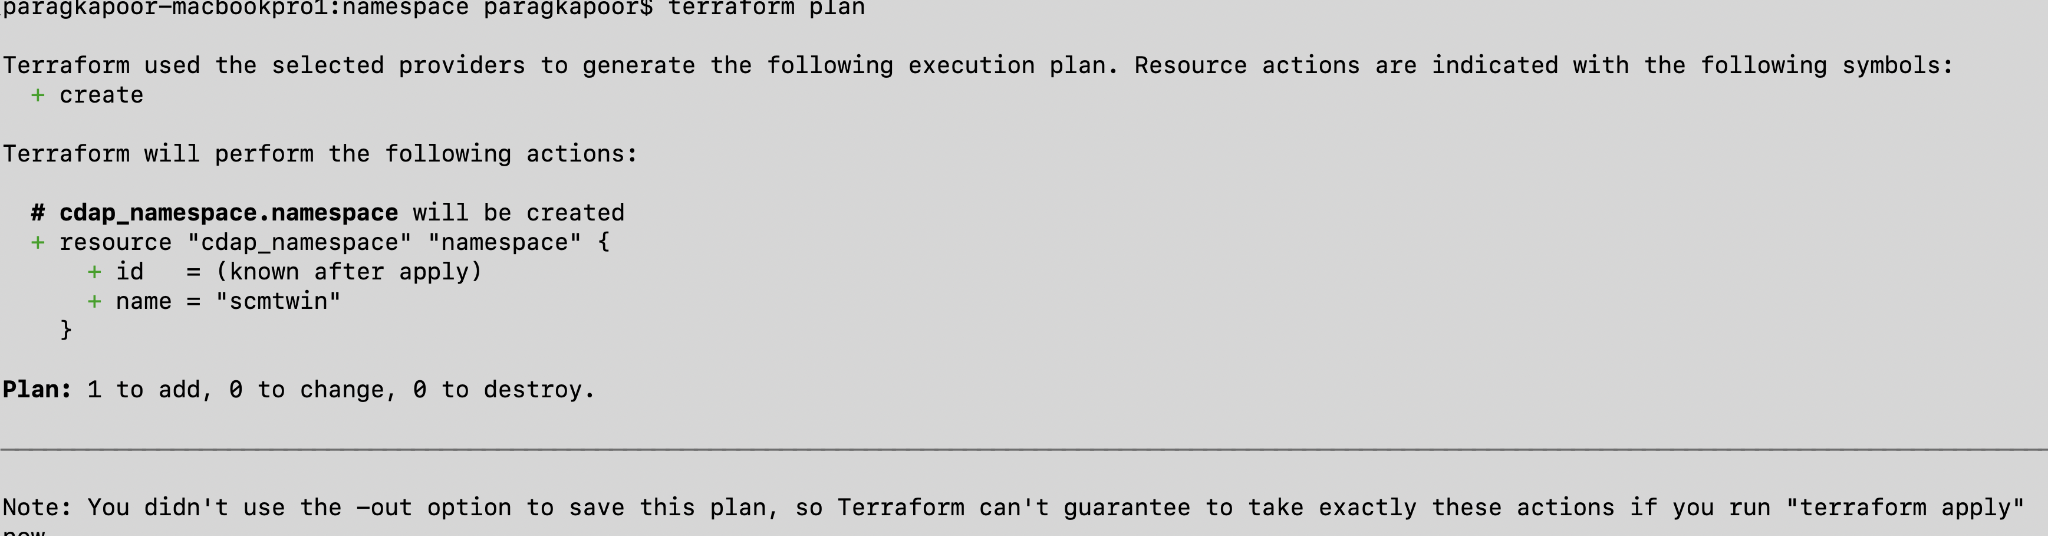 paragkapoor-macbookpro1:namespace paragkapoor$ terraform plan
Terraform used the selected providers to generate the following execution plan. Resource actions are indicated with the following symbols:
+ create
Terraform will perform the following actions:
# cdap_namespace.namespace will be created
+ resource "cdap_namespace" "namespace" {
+ id   = (known after apply)
+ name = "scmtwin"
}
Plan: 1 to add, 0 to change, 0 to destroy.
Note: You didn't use the -out option to save this plan, so Terraform can't guarantee to take exactly these actions if you run "terraform apply"
now